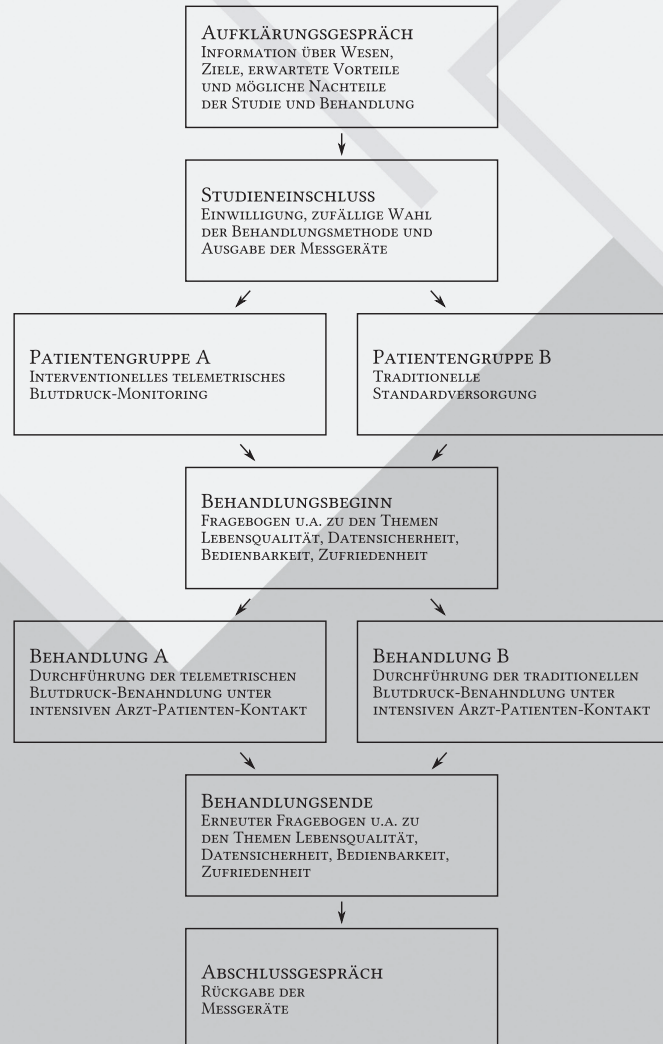 Aufklärungsgespräch
Information über Wesen,
Ziele, erwartete Vorteile
und mögliche Nachteile
der Studie und Behandlung
Studieneinschluss
Einwilligung, zufällige Wahl
der Behandlungsmethode und
Ausgabe der Messgeräte
Patientengruppe A
Interventionelles telemetrisches
Blutdruck-Monitoring
Patientengruppe B
Traditionelle
Standardversorgung
Behandlungsbeginn
Fragebogen u.a. zu den Themen
Lebensqualität, Datensicherheit,
Bedienbarkeit, Zufriedenheit
Behandlung A
Durchführung der telemetrischen
Blutdruck-Benahndlung unter
intensiven Arzt-Patienten-Kontakt
Behandlung B
Durchführung der traditionellen
Blutdruck-Benahndlung unter
intensiven Arzt-Patienten-Kontakt
Behandlungsende
Erneuter Fragebogen u.a. zu
den Themen Lebensqualität,
Datensicherheit, Bedienbarkeit,
Zufriedenheit
Abschlussgespräch
Rückgabe der
Messgeräte